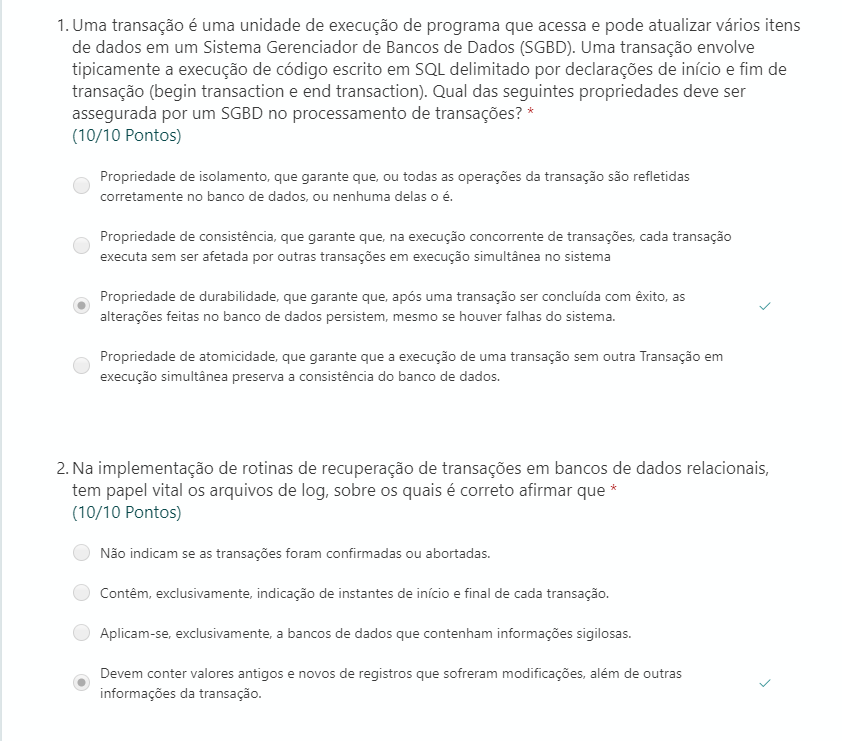 1. Uma transação é uma unidade de execução de programa que acessa e pode atualizar vários itens
de dados em um Sistema Gerenciador de Bancos de Dados (SGBD). Uma transação envolve
tipicamente a execução de código escrito em SQL delimitado por declarações de início e fim de
transação (begin transaction e end transaction). Qual das seguintes propriedades deve ser
assegurada por um SGBD no processamento de transações? *
(10/10 Pontos)
Propriedade de isolamento, que garante que, ou todas as operações da transação são refletidas
corretamente no banco de dados, ou nenhuma delas o é.
Propriedade de consistência, que garante que, na execução concorrente de transações, cada transação
executa sem ser afetada por outras transações em execução simultânea no sistema
Propriedade de durabilidade, que garante que, após uma transação ser concluída com êxito, as
alterações feitas no banco de dados persistem, mesmo se houver falhas do sistema.
Propriedade de atomicidade, que garante que a execução de uma transação sem outra Transação em
execução simultânea preserva a consistência do banco de dados.
2. Na implementação de rotinas de recuperação de transações em bancos de dados relacionais,
tem papel vital os arquivos de log, sobre os quais é correto afirmar que *
(10/10 Pontos)
Não indicam se as transações foram confirmadas ou abortadas.
Contêm, exclusivamente, indicação de instantes de início e final de cada transação.
Aplicam-se, exclusivamente, a bancos de dados que contenham informações sigilosas.
Devem conter valores antigos e novos de registros que sofreram modificações, além de outras
informações da transação.